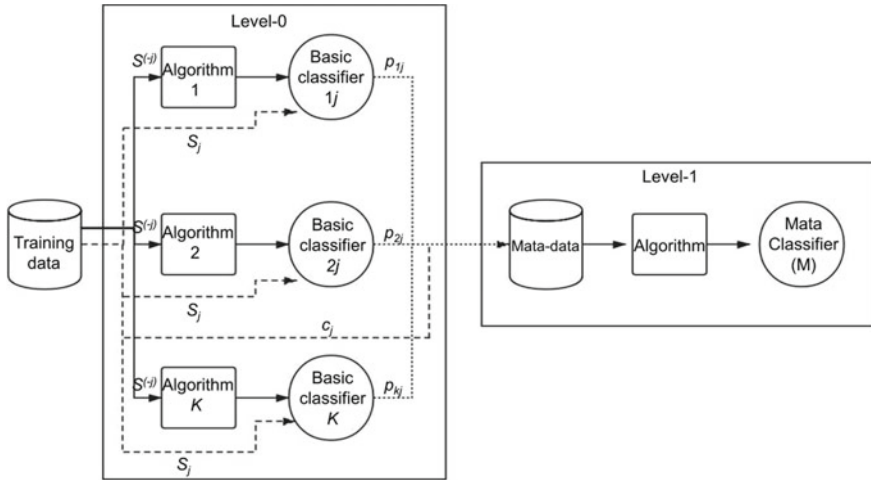 Level-0
S(-j)
Algorithm
1
Basic
classifier
1j
p1j
Sj
Level-1
Training
data
S(-j)
Algorithm
2
Basic
classifier
2j
p2j
Sj
cj
Mata-data
Algorithm
Mata
Classifier
(M)
S(-j)
Algorithm
K
Basic
classifier
K
pkj
Sj